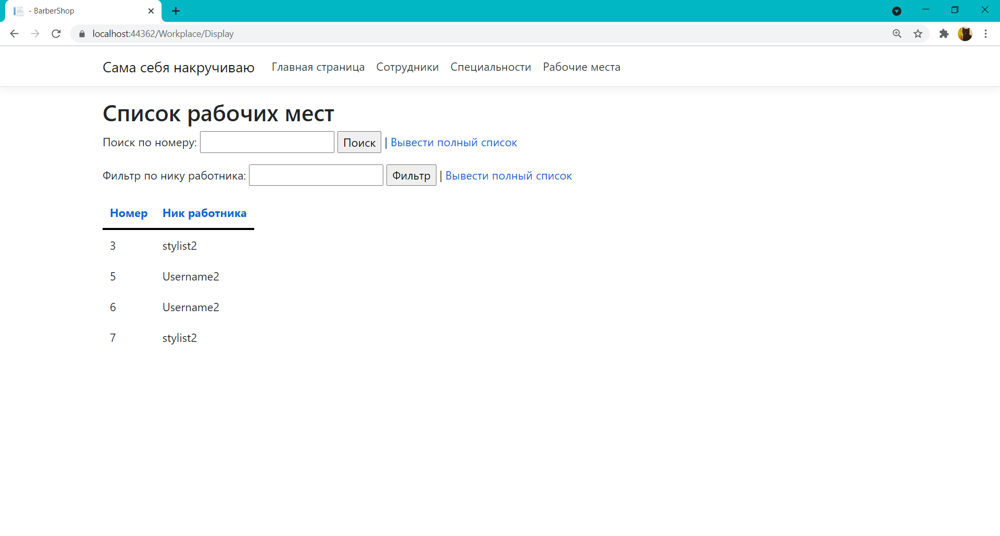 - BarberShop
localhost:44362/Workplace/Display
Сама себя накручиваю Главная страница Сотрудники Специальности Рабочие места
Список рабочих мест
Поиск по номеру: Поиск | Вывести полный список
Фильтр по нику работника: Фильтр | Вывести полный список
Номер Ник работника
3 stylist2
5 Username2
6 Username2
7 stylist2